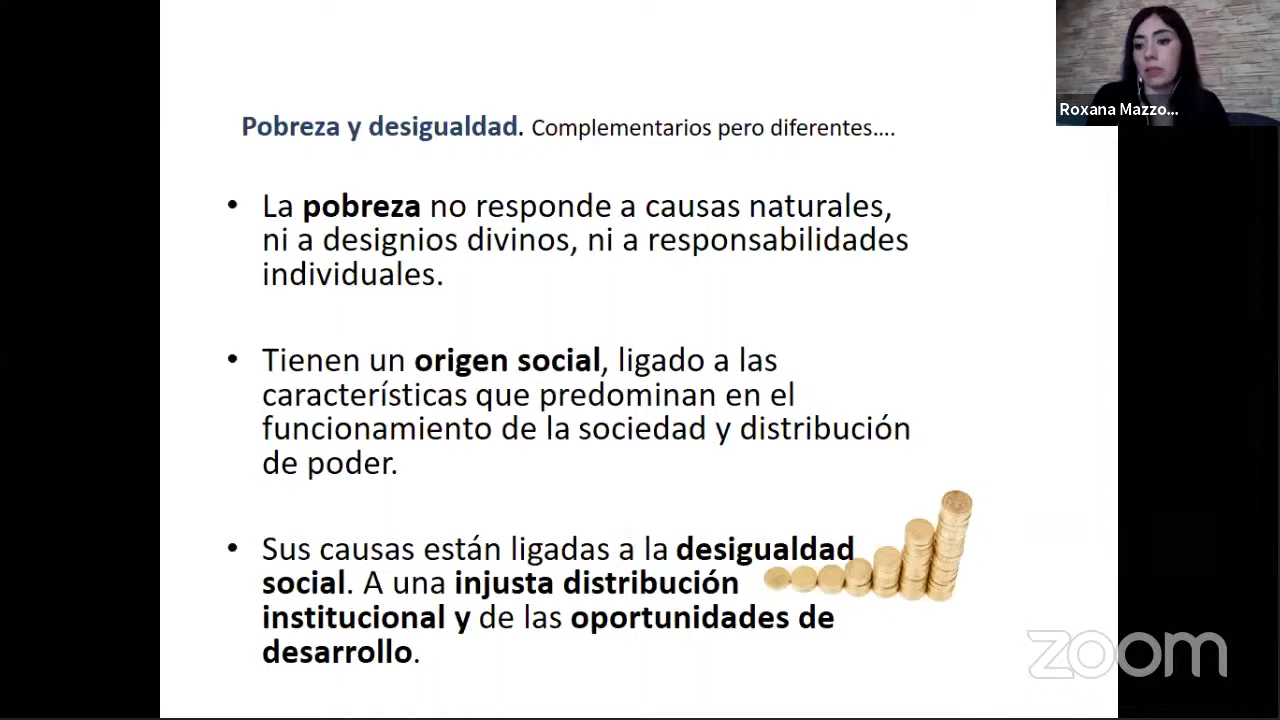 Roxana Mazzo...
Pobreza y desigualdad. Complementarios pero diferentes....
• La pobreza no responde a causas naturales,
ni a designios divinos, ni a responsabilidades
individuales.
• Tienen un origen social, ligado a las
características que predominan en el
funcionamiento de la sociedad y distribución
de poder.
• Sus causas están ligadas a la desigualdad
social. A una injusta distribución
institucional y de las oportunidades de
desarrollo.
zoom